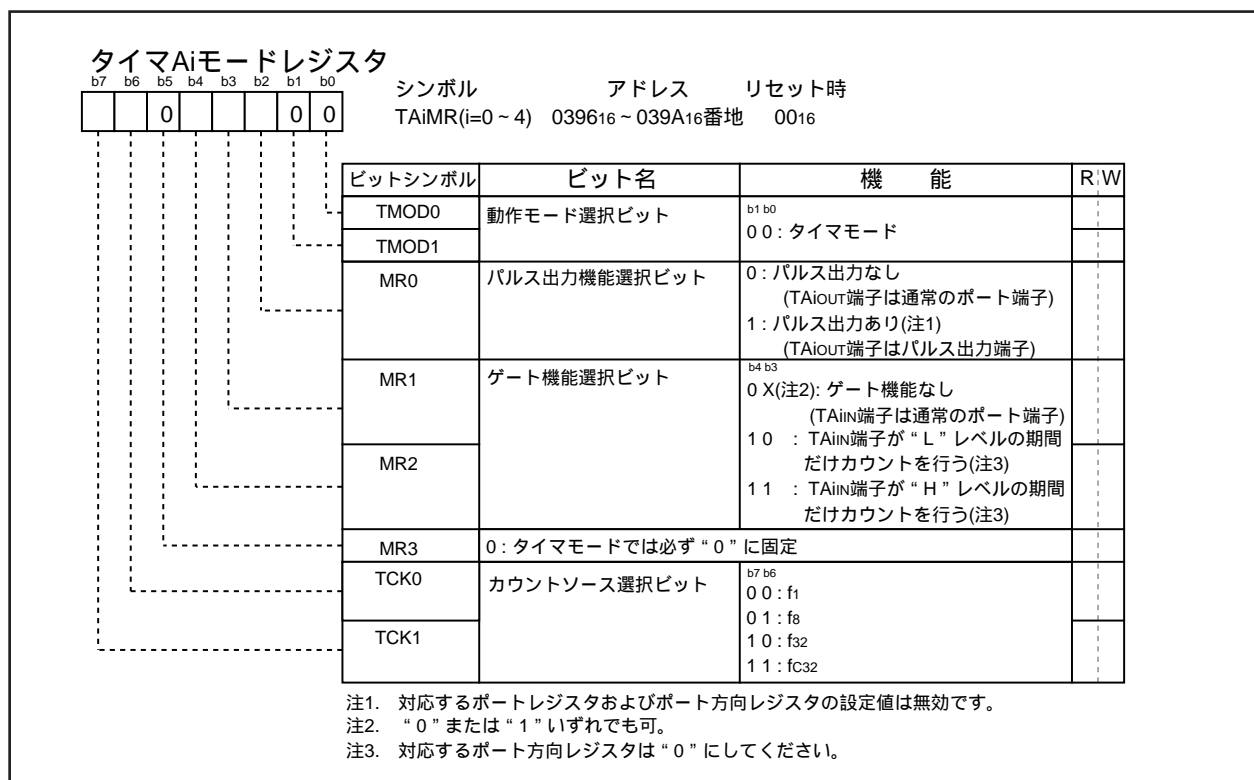 タイマAiモードレジスタ
b7 b6 b5 b4 b3 b2 b1 b0
0 0 0
シンボル アドレス リセット時
TAiMR(i=0 ~ 4) 039616 ~ 039A16番地 0016
ビットシンボル ビット名 機 能 R W
TMOD0 動作モード選択ビット b1 b0
0 0 : タイマモード
TMOD1
MR0 パルス出力機能選択ビット 0 : パルス出力なし
(TAiOUT端子は通常のポート端子)
1 : パルス出力あり(注1)
(TAiOUT端子はパルス出力端子)
MR1 ゲート機能選択ビット b4 b3
0 X(注2): ゲート機能なし
(TAiIN端子は通常のポート端子)
1 0 : TAiIN端子が“L”レベルの期間
だけカウントを行う(注3)
MR2
1 1 : TAiIN端子が“H”レベルの期間
だけカウントを行う(注3)
MR3 0 : タイマモードでは必ず“0”に固定
TCK0 カウントソース選択ビット b7 b6
0 0 : f1
0 1 : f8
TCK1
1 0 : f32
1 1 : fC32
注1. 対応するポートレジスタおよびポート方向レジスタの設定値は無効です。
注2. “0”または“1”いずれでも可。
注3. 対応するポート方向レジスタは“0”にしてください。